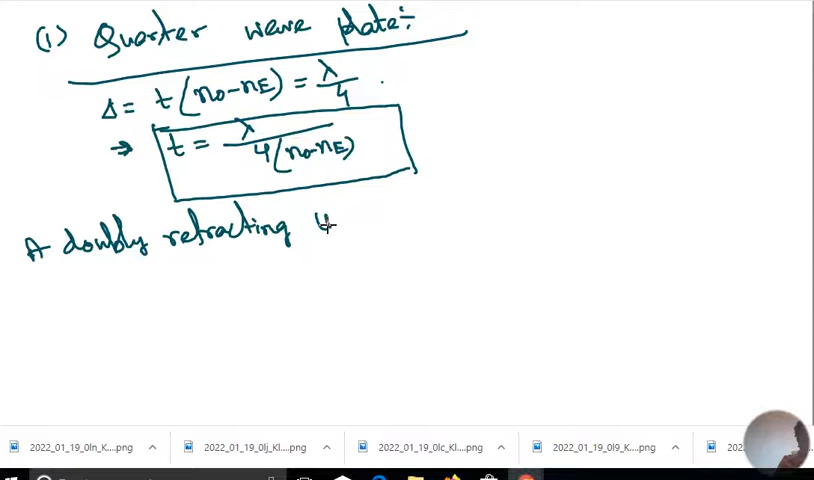 (1) Quarter wave plate÷
Δ = t(no-nE) = λ/4 .
→ t = λ/4(no-nE)
A doubly refracting
2022_01_19_0ln_K....png
2022_01_19_0lj_Kl....png
2022_01_19_0lc_Kl....png
2022_01_19_0l9_K....png